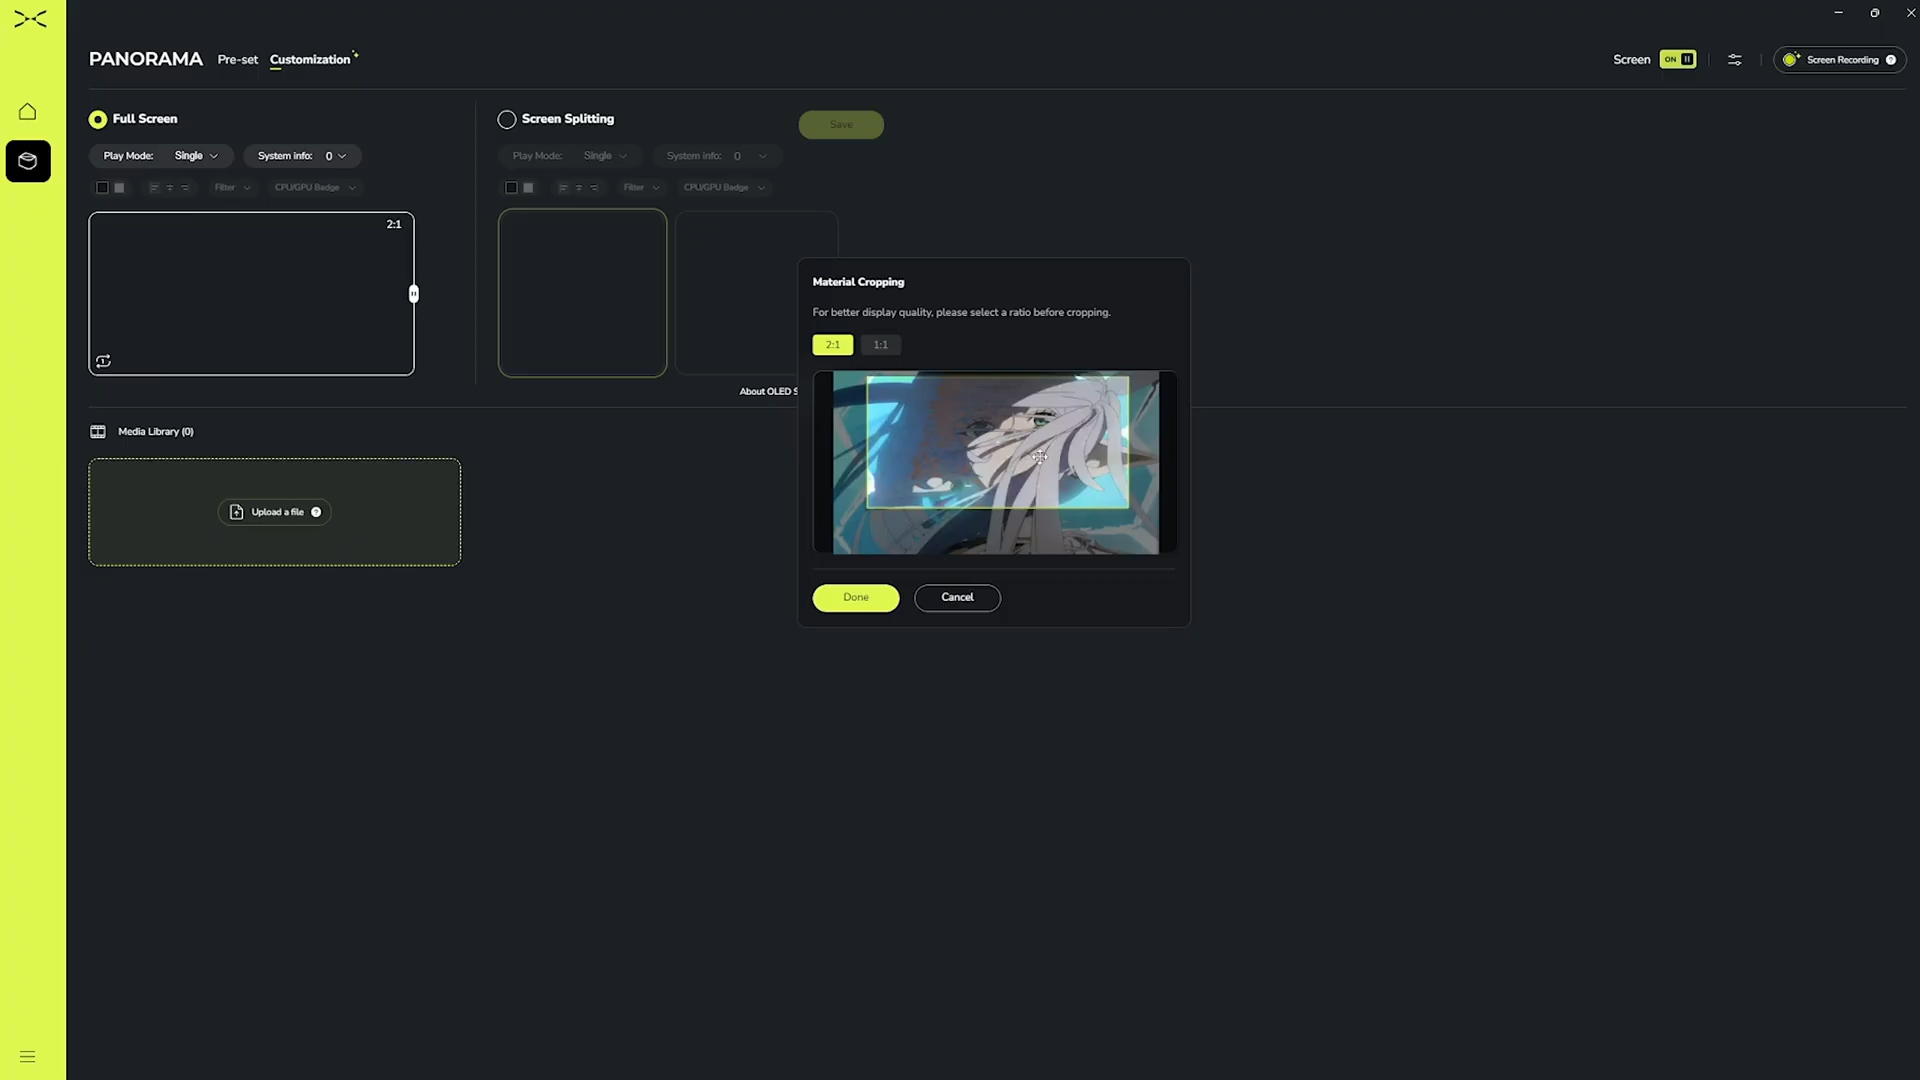 PANORAMA Pre-set Customization
Screen ON Screen Recording ?
Full Screen
Screen Splitting
Save
Play Mode: Single System info: 0
Play Mode: Single System info: 0
Filter CPU/GPU Badge
Filter CPU/GPU Badge
2:1
1
About OLED S
Media Library (0)
Upload a file ?
Material Cropping
For better display quality, please select a ratio before cropping.
2:1 1:1
Done Cancel